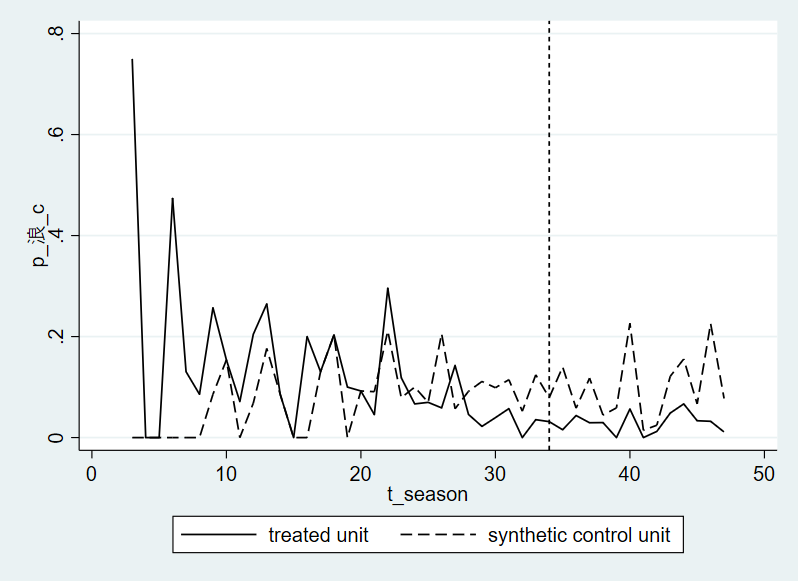 .8
.6
.4
.2
0
p_浪_c
0 10 20 30 40 50
t_season
treated unit synthetic control unit